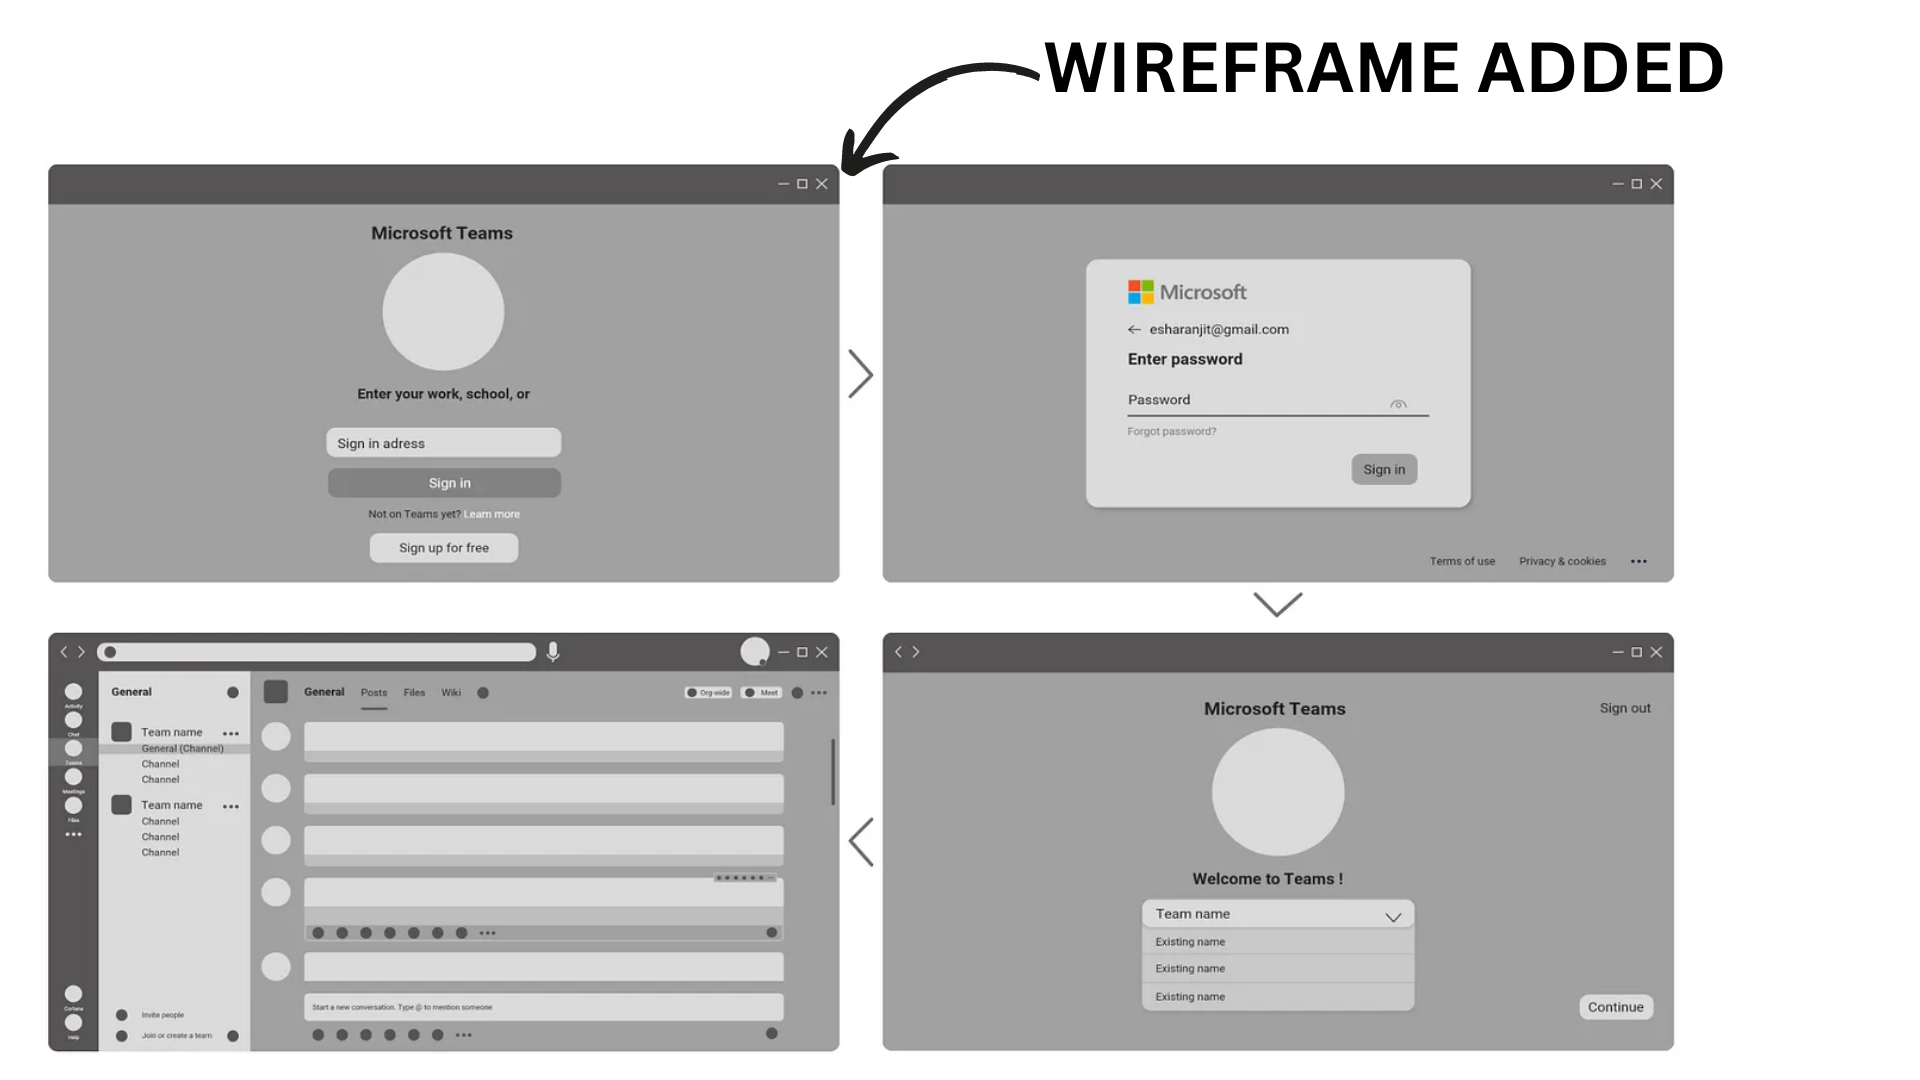 WIREFRAME ADDED
Microsoft Teams
Enter your work, school, or
Sign in adress
Sign in
Not on Teams yet? Learn more
Sign up for free
Microsoft
esharanjit@gmail.com
Enter password
Password
Forgot password?
Sign in
Terms of use Privacy & cookies
Activity
Chat
Teams
Meetings
Files
Cortana
Help
General
Team name
General (Channel)
Channel
Channel
Team name
Channel
Channel
Channel
Invite people
Join or create a team
General Posts Files Wiki Org-wide Meet
Start a new conversation. Type @ to mention someone
Microsoft Teams
Sign out
Welcome to Teams !
Team name
Existing name
Existing name
Existing name
Continue